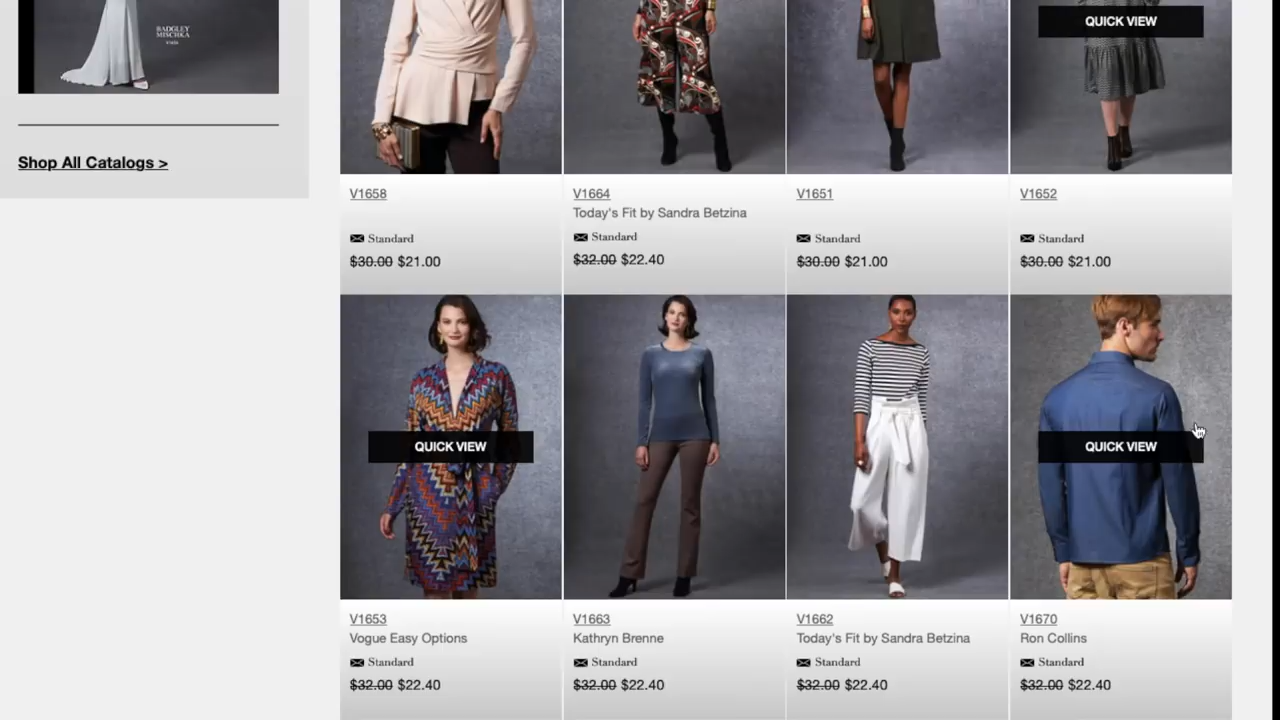 BADGLEY
MISCHKA
QUICK VIEW
Shop All Catalogs >
V1658
Standard
$30.00 $21.00
V1664
Today's Fit by Sandra Betzina
Standard
$32.00 $22.40
V1651
Standard
$30.00 $21.00
V1652
Standard
$30.00 $21.00
QUICK VIEW
QUICK VIEW
V1653
Vogue Easy Options
Standard
$32.00 $22.40
V1663
Kathryn Brenne
Standard
$32.00 $22.40
V1662
Today's Fit by Sandra Betzina
Standard
$32.00 $22.40
V1670
Ron Collins
Standard
$32.00 $22.40